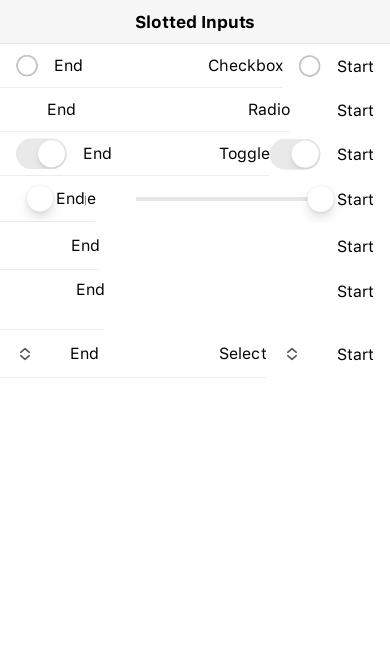 Slotted Inputs
End Checkbox Start
End Radio Start
End Toggle Start
End Start
End Start
End Start
End Select Start